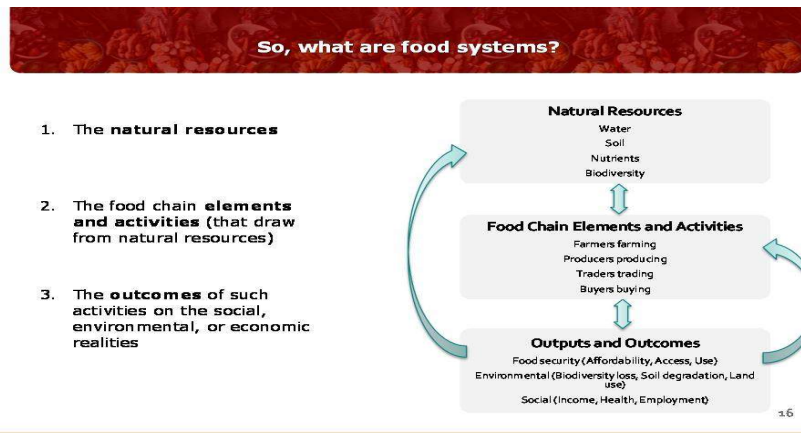 So, what are food systems?
1. The natural resources
2. The food chain elements
and activities (that draw
from natural resources)
3. The outcomes of such
activities on the social,
environmental, or economic
realities
Natural Resources
Water
Soil
Nutrients
Biodiversity
Food Chain Elements and Activities
Farmers farming
Producers producing
Traders trading
Buyers buying
Outputs and Outcomes
Food security (Affordability, Access, Use)
Environmental (Biodiversity loss, Soil degradation, Land
use)
Social (Income, Health, Employment)
16